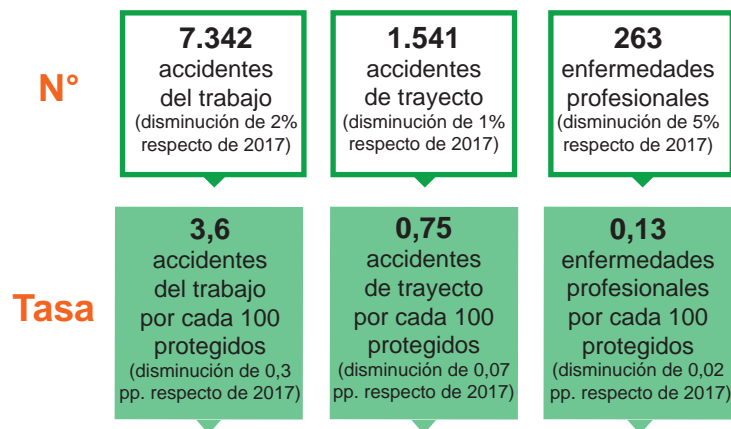 N°
7.342
accidentes
del trabajo
(disminución de 2%
respecto de 2017)
1.541
accidentes
de trayecto
(disminución de 1%
respecto de 2017)
263
enfermedades
profesionales
(disminución de 5%
respecto de 2017)
Tasa
3,6
accidentes
del trabajo
por cada 100
protegidos
(disminución de 0,3
pp. respecto de 2017)
0,75
accidentes
de trayecto
por cada 100
protegidos
(disminución de 0,07
pp. respecto de 2017)
0,13
enfermedades
profesionales
por cada 100
protegidos
(disminución de 0,02
pp. respecto de 2017)